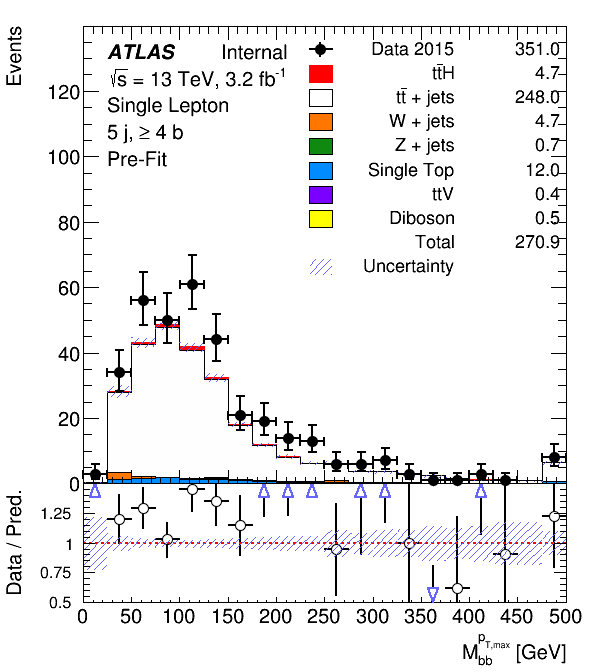 Events
ATLAS Internal
√s = 13 TeV, 3.2 fb⁻¹
Single Lepton
5 j, ≥ 4 b
Pre-Fit
Data 2015 351.0
tt̄H 4.7
tt̄ + jets 248.0
W + jets 4.7
Z + jets 0.7
Single Top 12.0
ttV 0.4
Diboson 0.5
Total 270.9
Uncertainty
120
100
80
60
40
20
0
Data / Pred.
1.25
1
0.75
0.5
0 50 100 150 200 250 300 350 400 450 500
M_bb^p_T,max [GeV]